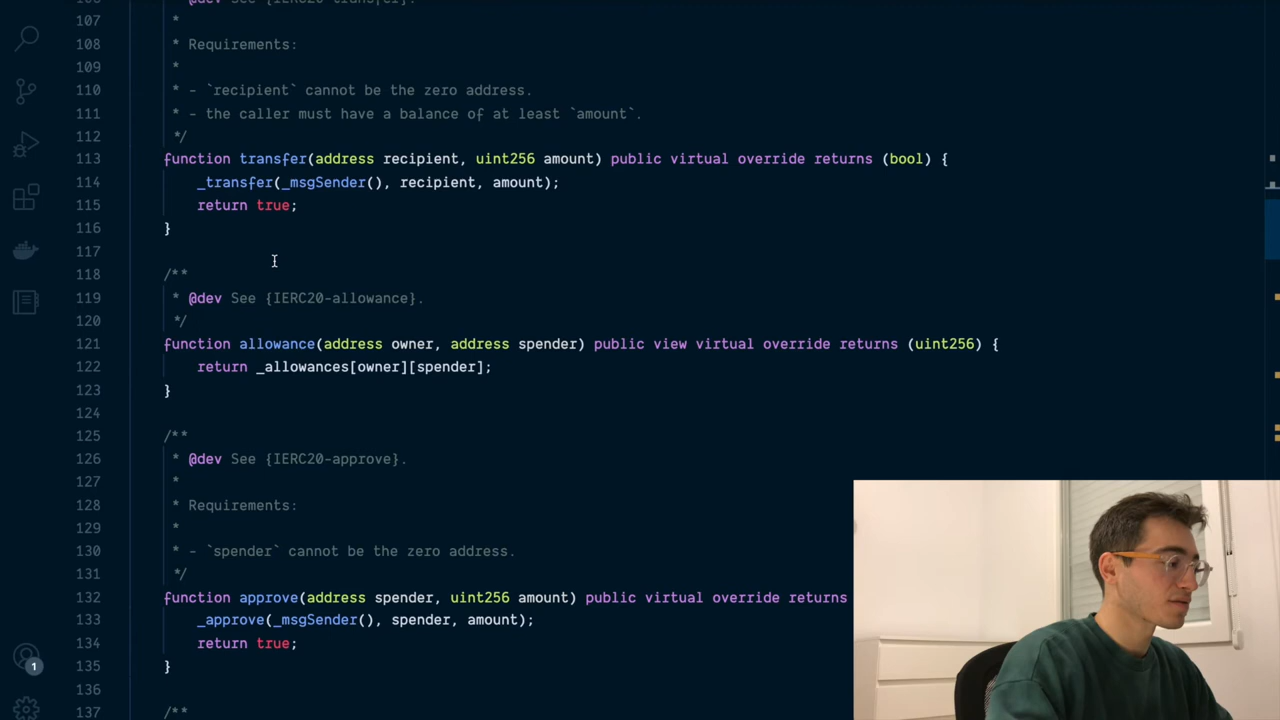 107 *
108 * Requirements:
109 *
110 * - `recipient` cannot be the zero address.
111 * - the caller must have a balance of at least `amount`.
112 */
113 function transfer(address recipient, uint256 amount) public virtual override returns (bool) {
114 _transfer(_msgSender(), recipient, amount);
115 return true;
116 }
117
118 /**
119 * @dev See {IERC20-allowance}.
120 */
121 function allowance(address owner, address spender) public view virtual override returns (uint256) {
122 return _allowances[owner][spender];
123 }
124
125 /**
126 * @dev See {IERC20-approve}.
127 *
128 * Requirements:
129 *
130 * - `spender` cannot be the zero address.
131 */
132 function approve(address spender, uint256 amount) public virtual override returns
133 _approve(_msgSender(), spender, amount);
134 return true;
135 }
136
137 /**
1